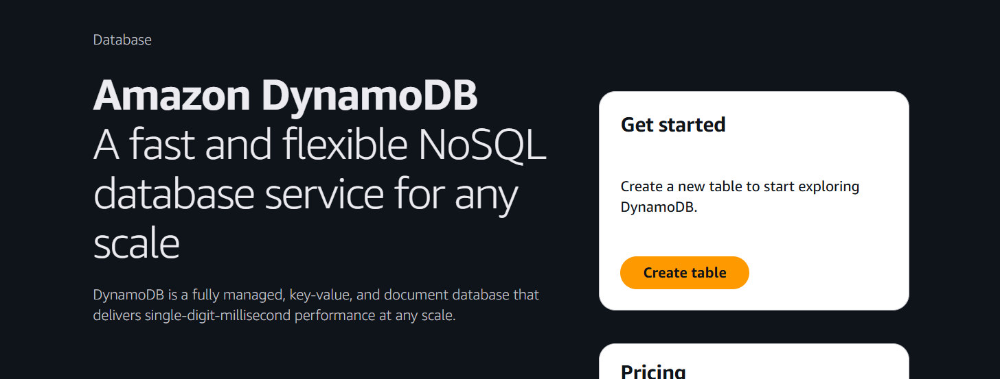 Database
Amazon DynamoDB
A fast and flexible NoSQL
database service for any
scale
DynamoDB is a fully managed, key-value, and document database that
delivers single-digit-millisecond performance at any scale.
Get started
Create a new table to start exploring
DynamoDB.
Create table
Pricing